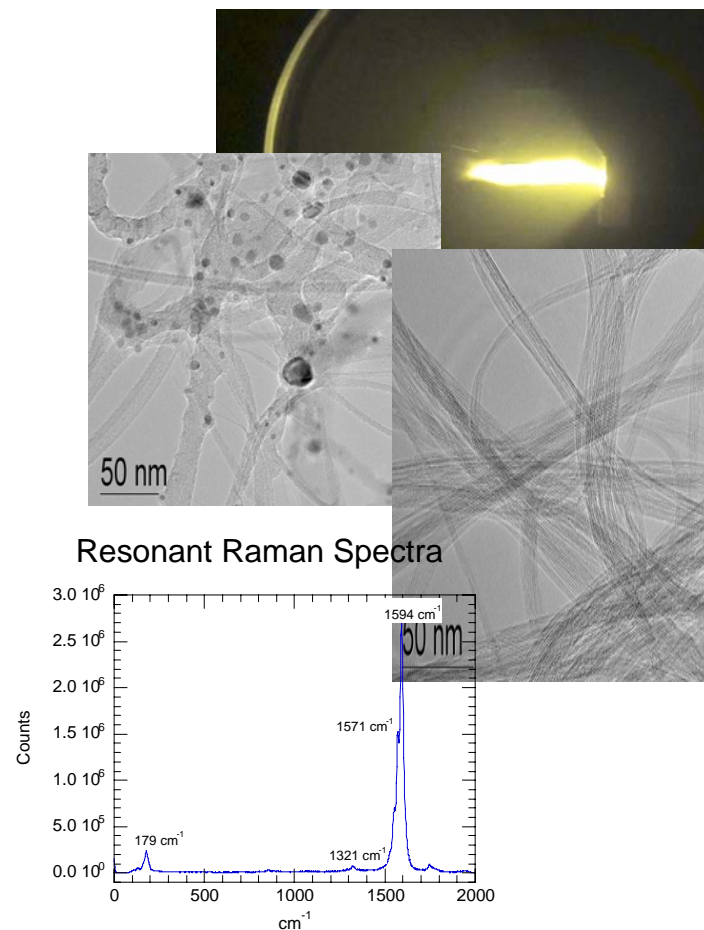 50 nm
50 nm
Resonant Raman Spectra
3.0 10⁶
2.5 10⁶
2.0 10⁶
1.5 10⁶
1.0 10⁶
5.0 10⁵
0.0 10⁰
Counts
1594 cm⁻¹
1571 cm⁻¹
179 cm⁻¹
1321 cm⁻¹
0
500
1000
1500
2000
cm⁻¹